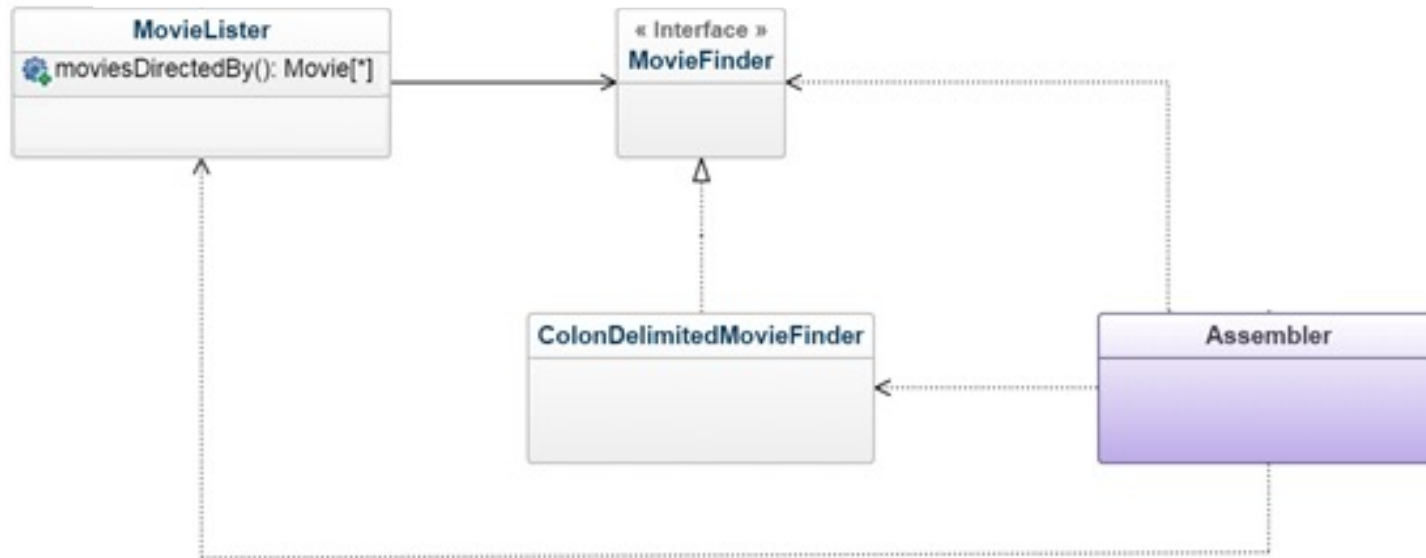 MovieLister
moviesDirectedBy(): Movie[*]
« Interface »
MovieFinder
ColonDelimitedMovieFinder
Assembler